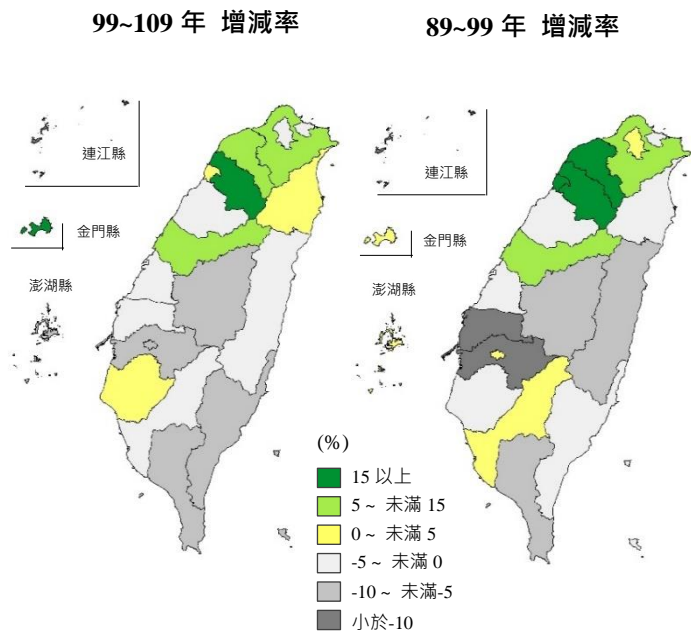 99~109 年 增減率
89~99 年 增減率
連江縣
金門縣
澎湖縣
連江縣
金門縣
澎湖縣
(%)
15 以上
5 ~ 未滿 15
0 ~ 未滿 5
-5 ~ 未滿 0
-10 ~ 未滿-5
小於-10